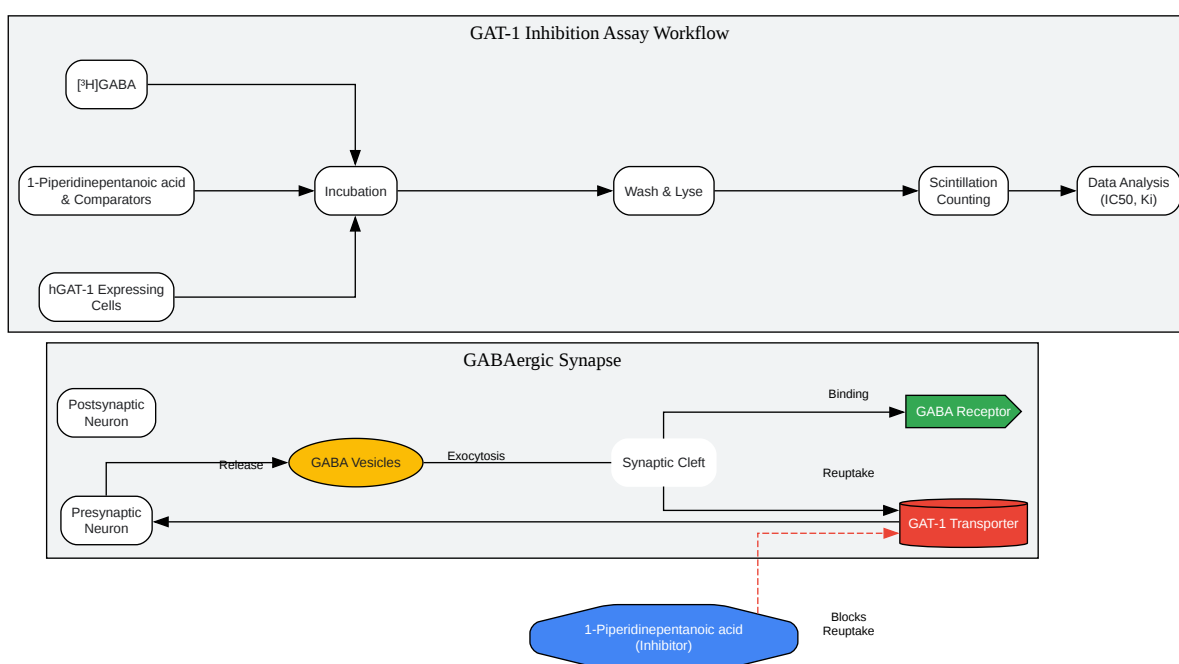 GAT-1 Inhibition Assay Workflow
[³H]GABA
1-Piperidinepentanoic acid
& Comparators
Incubation
Wash & Lyse
Scintillation
Counting
Data Analysis
(IC50, Ki)
hGAT-1 Expressing
Cells
GABAergic Synapse
Postsynaptic
Neuron
Binding
GABA Receptor
Release
GABA Vesicles
Exocytosis
Synaptic Cleft
Reuptake
Presynaptic
Neuron
GAT-1 Transporter
1-Piperidinepentanoic acid
(Inhibitor)
Blocks
Reuptake